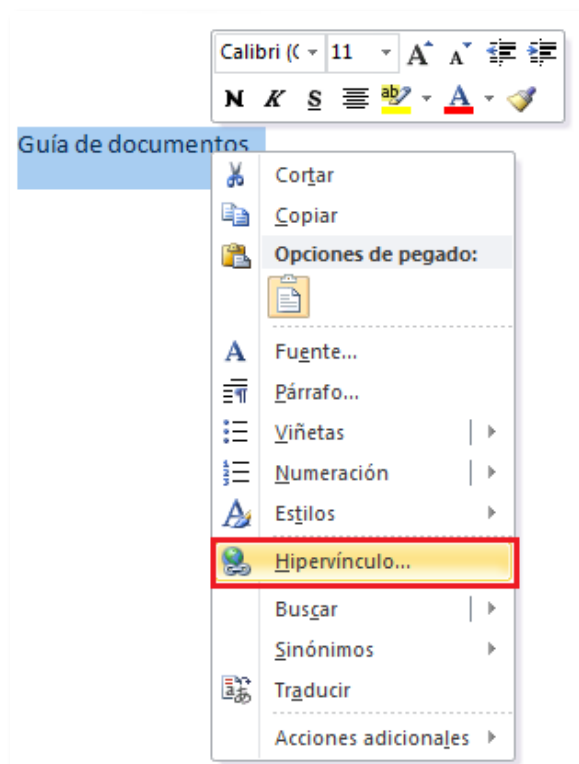 Calibri (( 11 A A
N K S ab A
Guía de documentos
Cortar
Copiar
Opciones de pegado:
Fuente...
Párrafo...
Viñetas
Numeración
Estilos
Hipervínculo...
Buscar
Sinónimos
Traducir
Acciones adicionales